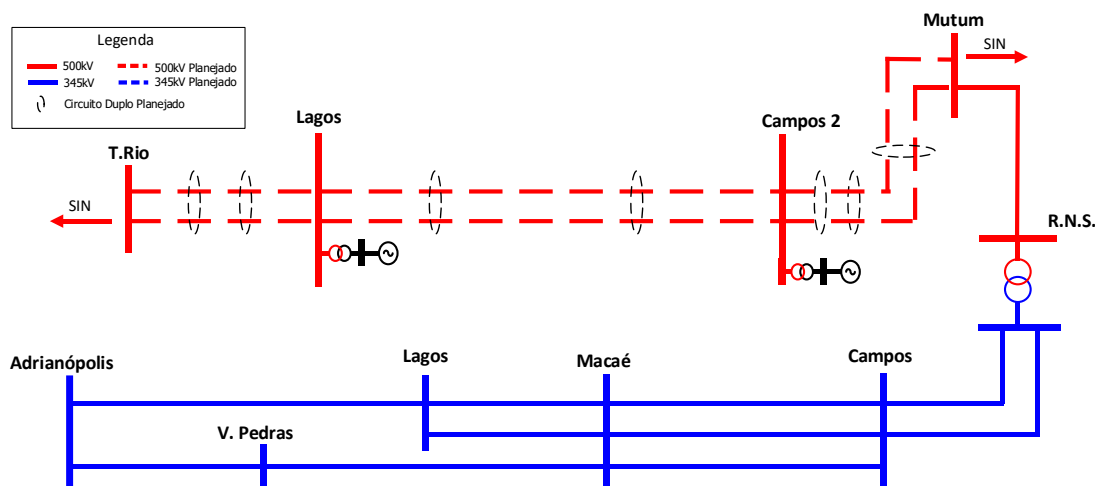 Legenda
500kV
500kV Planejado
345kV
345kV Planejado
Circuito Duplo Planejado
Mutum
SIN
Lagos
Campos 2
T.Rio
SIN
R.N.S.
Adrianópolis
Lagos
Macaé
Campos
V. Pedras